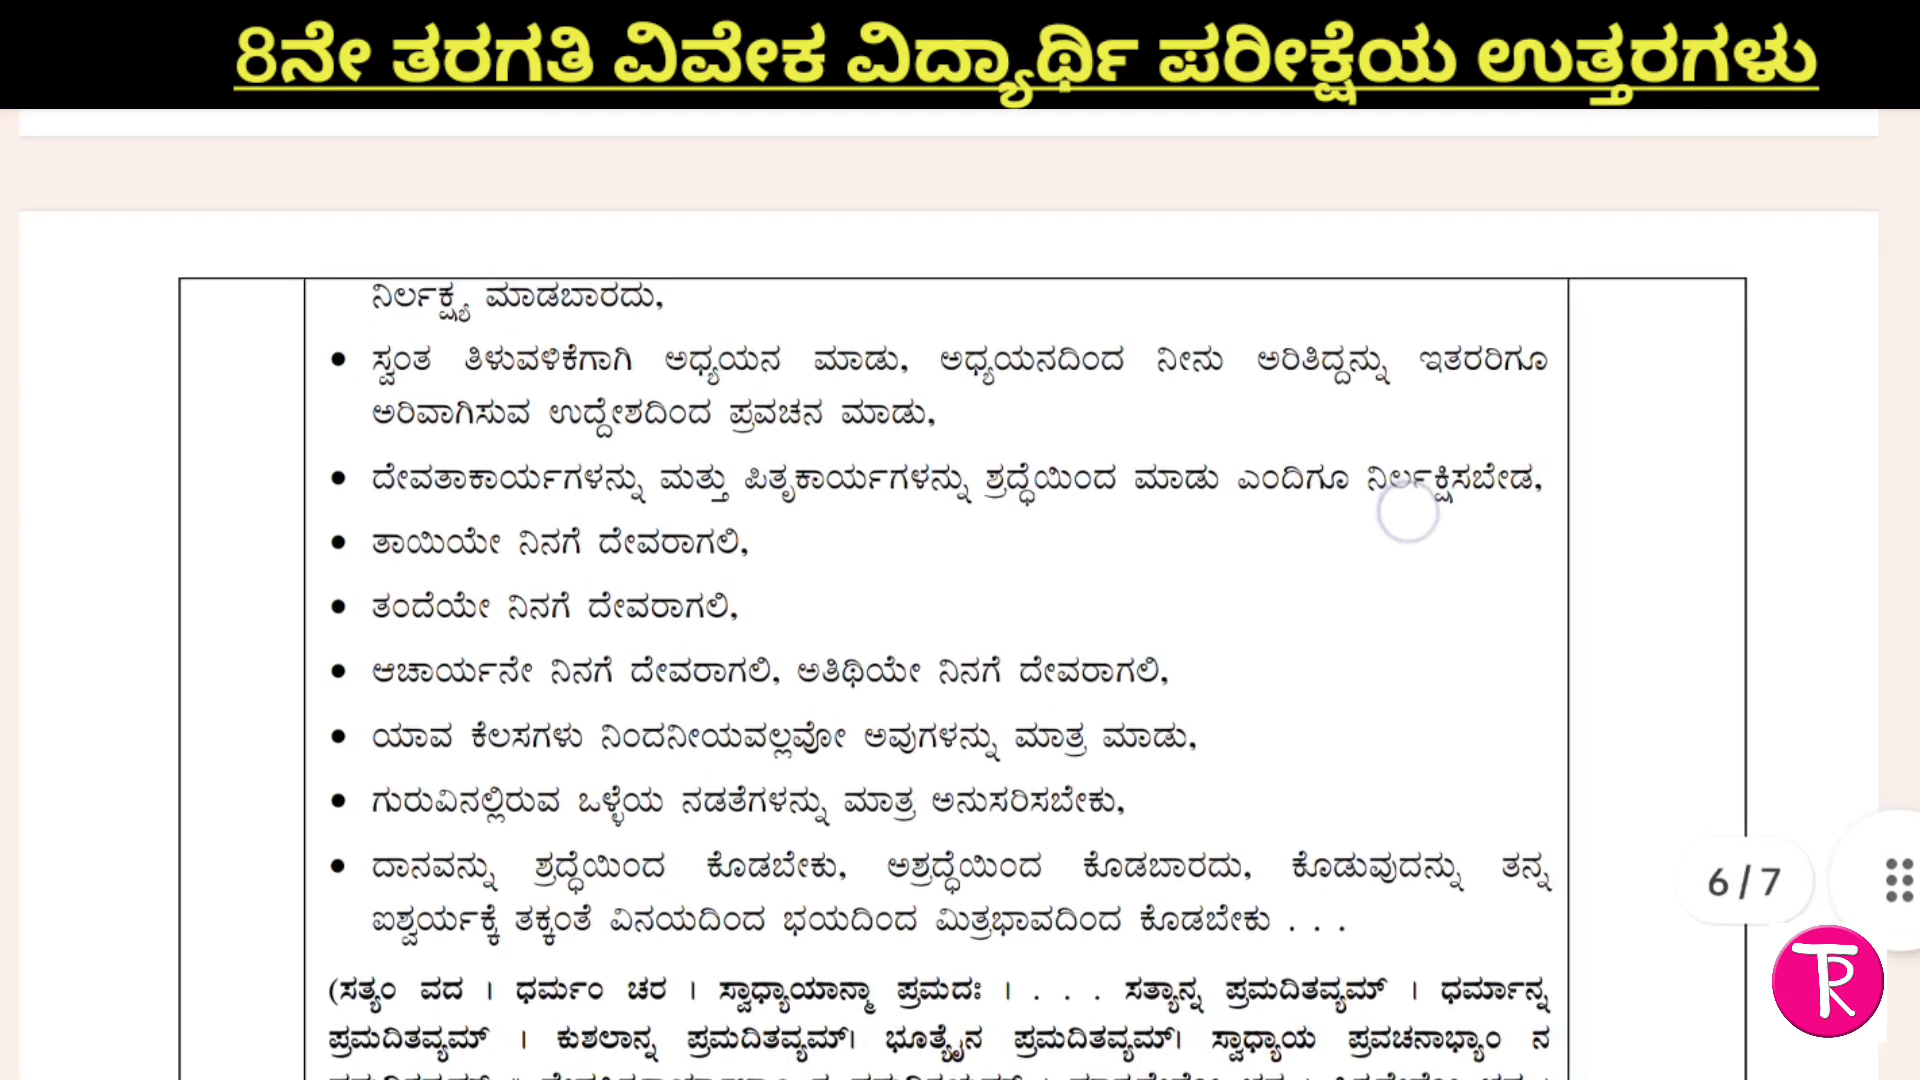 8ನೇ ತರಗತಿ ವಿವೇಕ ವಿದ್ಯಾರ್ಥಿ ಪರೀಕ್ಷೆಯ ಉತ್ತರಗಳು
ನಿರ್ಲಕ್ಷ್ಯ ಮಾಡಬಾರದು,
• ಸ್ವಂತ ತಿಳುವಳಿಕೆಗಾಗಿ ಅಧ್ಯಯನ ಮಾಡು, ಅಧ್ಯಯನದಿಂದ ನೀನು ಅರಿತಿದ್ದನ್ನು ಇತರರಿಗೂ
ಅರಿವಾಗಿಸುವ ಉದ್ದೇಶದಿಂದ ಪ್ರವಚನ ಮಾಡು,
• ದೇವತಾಕಾರ್ಯಗಳನ್ನು ಮತ್ತು ಪಿತೃಕಾರ್ಯಗಳನ್ನು ಶ್ರದ್ಧೆಯಿಂದ ಮಾಡು ಎಂದಿಗೂ ನಿರ್ಲಕ್ಷಿಸಬೇಡ,
• ತಾಯಿಯೇ ನಿನಗೆ ದೇವರಾಗಲಿ,
• ತಂದೆಯೇ ನಿನಗೆ ದೇವರಾಗಲಿ,
• ಆಚಾರ್ಯನೇ ನಿನಗೆ ದೇವರಾಗಲಿ, ಅತಿಥಿಯೇ ನಿನಗೆ ದೇವರಾಗಲಿ,
• ಯಾವ ಕೆಲಸಗಳು ನಿಂದನೀಯವಲ್ಲವೋ ಅವುಗಳನ್ನು ಮಾತ್ರ ಮಾಡು,
• ಗುರುವಿನಲ್ಲಿರುವ ಒಳ್ಳೆಯ ನಡತೆಗಳನ್ನು ಮಾತ್ರ ಅನುಸರಿಸಬೇಕು,
• ದಾನವನ್ನು ಶ್ರದ್ಧೆಯಿಂದ ಕೊಡಬೇಕು, ಅಶ್ರದ್ಧೆಯಿಂದ ಕೊಡಬಾರದು, ಕೊಡುವುದನ್ನು ತನ್ನ
ಐಶ್ವರ್ಯಕ್ಕೆ ತಕ್ಕಂತೆ ವಿನಯದಿಂದ ಭಯದಿಂದ ಮಿತ್ರಭಾವದಿಂದ ಕೊಡಬೇಕು . . .
6 / 7
(ಸತ್ಯಂ ವದ । ಧರ್ಮಂ ಚರ । ಸ್ವಾಧ್ಯಾಯಾನ್ಮಾ ಪ್ರಮದಃ । . . . ಸತ್ಯಾನ್ನ ಪ್ರಮದಿತವ್ಯಮ್ । ಧರ್ಮಾನ್ನ
ಪ್ರಮದಿತವ್ಯಮ್ । ಕುಶಲಾನ್ನ ಪ್ರಮದಿತವ್ಯಮ್। ಭೂತ್ಯೈನ ಪ್ರಮದಿತವ್ಯಮ್। ಸ್ವಾಧ್ಯಾಯ ಪ್ರವಚನಾಭ್ಯಾಂ ನ
TR